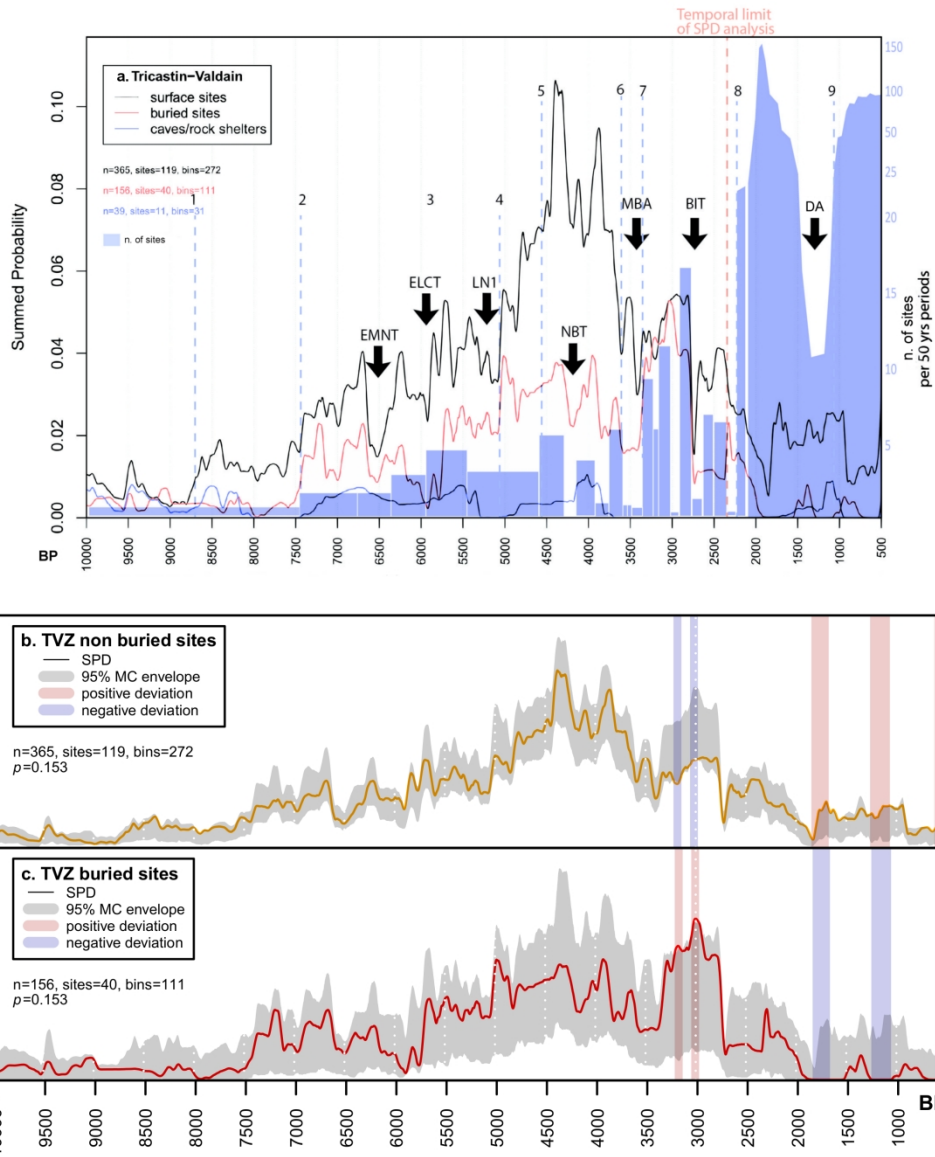 Temporal limit
of SPD analysis
a. Tricastin-Valdain
surface sites
buried sites
caves/rock shelters
n=365, sites=119, bins=272
n=156, sites=40, bins=111
n=39, sites=11, bins=31
n. of sites
1
2
3
4
5
6
7
8
9
EMNT
ELCT
LN1
NBT
MBA
BIT
DA
Summed Probability
0.10
0.08
0.06
0.04
0.02
0.00
150
100
50
25
20
15
10
5
n. of sites
per 50 yrs periods
BP
10000
9500
9000
8500
8000
7500
7000
6500
6000
5500
5000
4500
4000
3500
3000
2500
2000
1500
1000
500
b. TVZ non buried sites
SPD
95% MC envelope
positive deviation
negative deviation
n=365, sites=119, bins=272
p=0.153
c. TVZ buried sites
SPD
95% MC envelope
positive deviation
negative deviation
n=156, sites=40, bins=111
p=0.153
9500
9000
8500
8000
7500
7000
6500
6000
5500
5000
4500
4000
3500
3000
2500
2000
1500
1000